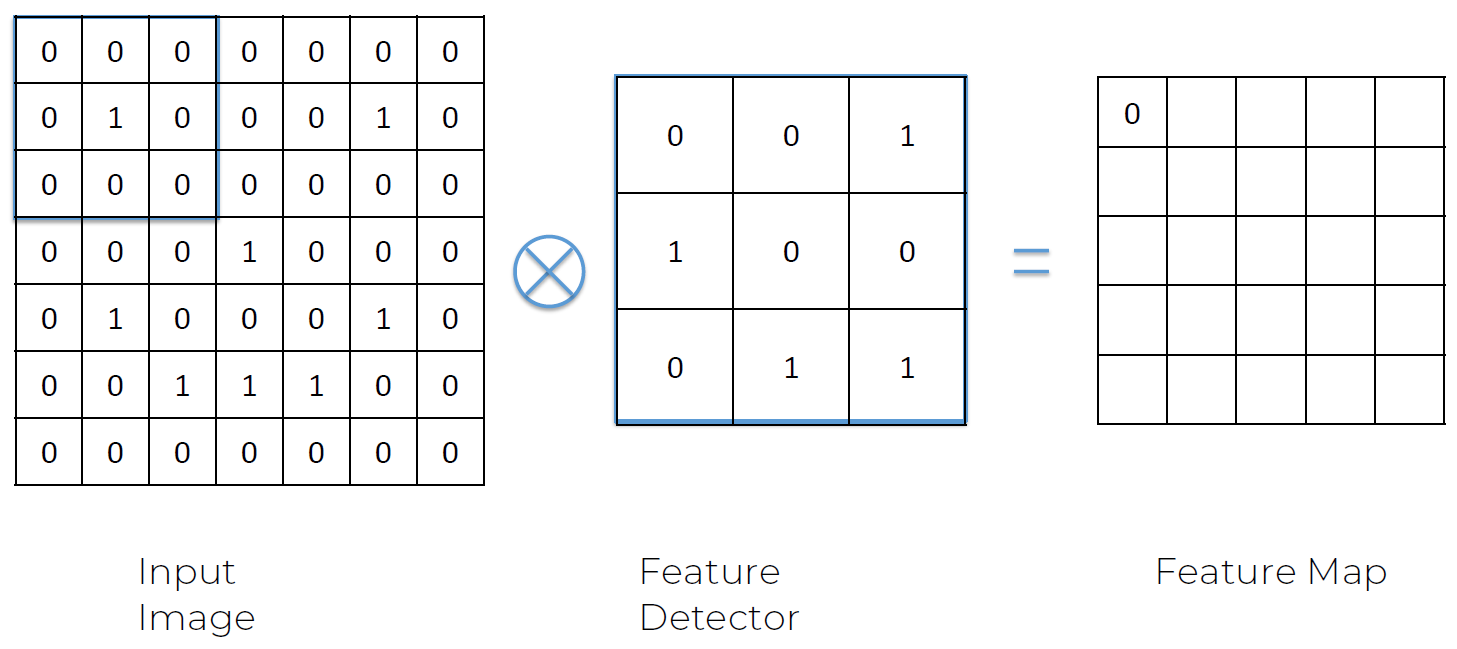 0 0 0 0 0 0 0
0 1 0 0 0 1 0
0 0 0 0 0 0 0
0 0 0 1 0 0 0
0 1 0 0 0 1 0
0 0 1 1 1 0 0
0 0 0 0 0 0 0
Input
Image
0 0 1
1 0 0
0 1 1
Feature
Detector
=
0
Feature Map